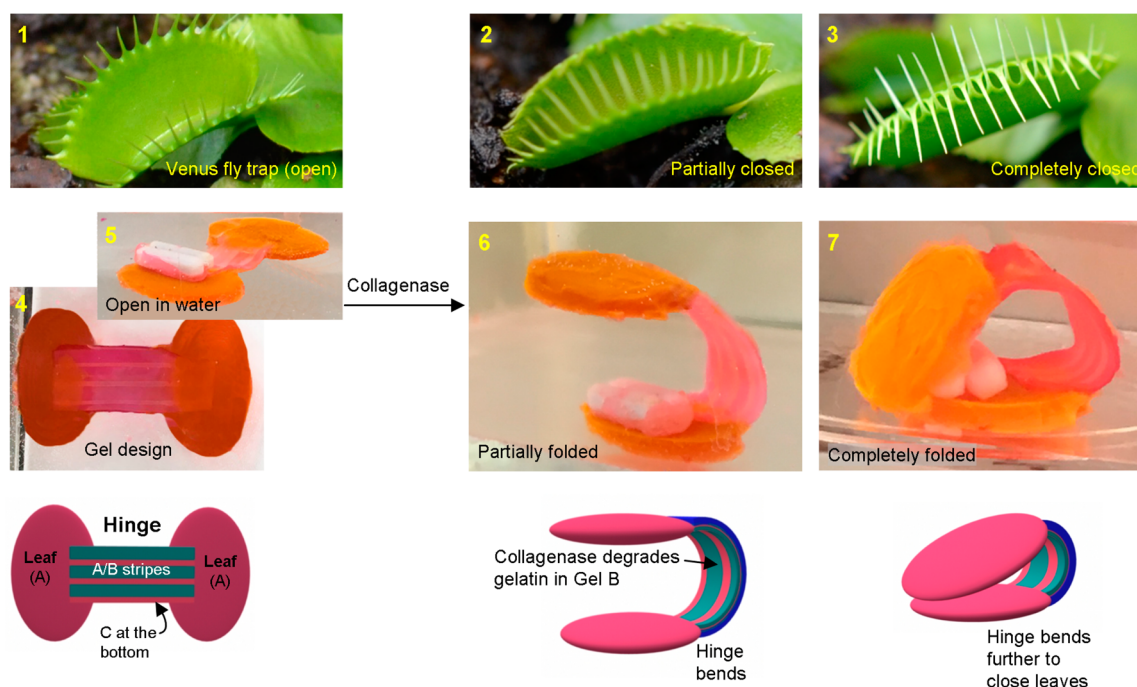 1
Venus fly trap (open)
2
Partially closed
3
Completely closed
5
Open in water
4
Gel design
Collagenase
6
Partially folded
7
Completely folded
Hinge
Leaf
(A)
A/B stripes
Leaf
(A)
C at the
bottom
Collagenase degrades
gelatin in Gel B
Hinge
bends
Hinge bends
further to
close leaves